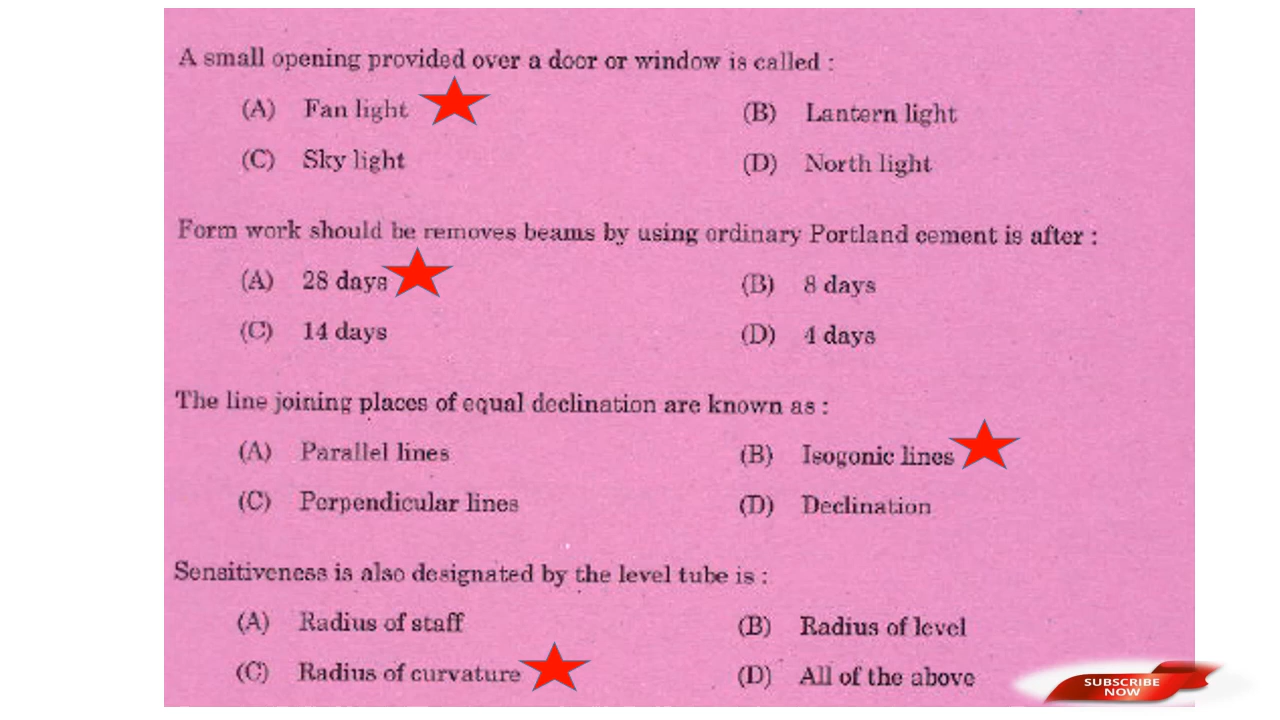 A small opening provided over a door or window is called :
(A) Fan light (B) Lantern light
(C) Sky light (D) North light
Form work should be removes beams by using ordinary Portland cement is after :
(A) 28 days (B) 8 days
(C) 14 days (D) 4 days
The line joining places of equal declination are known as :
(A) Parallel lines (B) Isogonic lines
(C) Perpendicular lines (D) Declination
Sensitiveness is also designated by the level tube is :
(A) Radius of staff (B) Radius of level
(C) Radius of curvature (D) All of the above
SUBSCRIBE
NOW